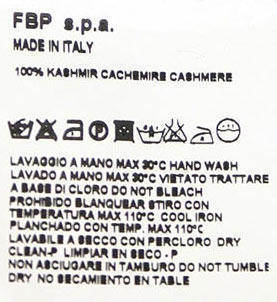 FBP s.p.a.
MADE IN ITALY
100% KASHMIR CACHEMIRE CASHMERE
LAVAGGIO A MANO MAX 30°C HAND WASH
LAVADO A MANO MAX 30°C VIETATO TRATTARE
A BASE DI CLORO DO NOT BLEACH
PROHIBIDO BLANQUEAR STIRO CON
TEMPERATURA MAX 110°C COOL IRON
PLANCHADO CON TEMP. MAX 110°C
LAVABILE A SECCO CON PERCLORO DRY
CLEAN-P LIMPIAR EN SECO - P
NON ASCIUGARE IN TAMBURO DO NOT TUMBLE
DRY NO SECAMIENTO EN TABLE